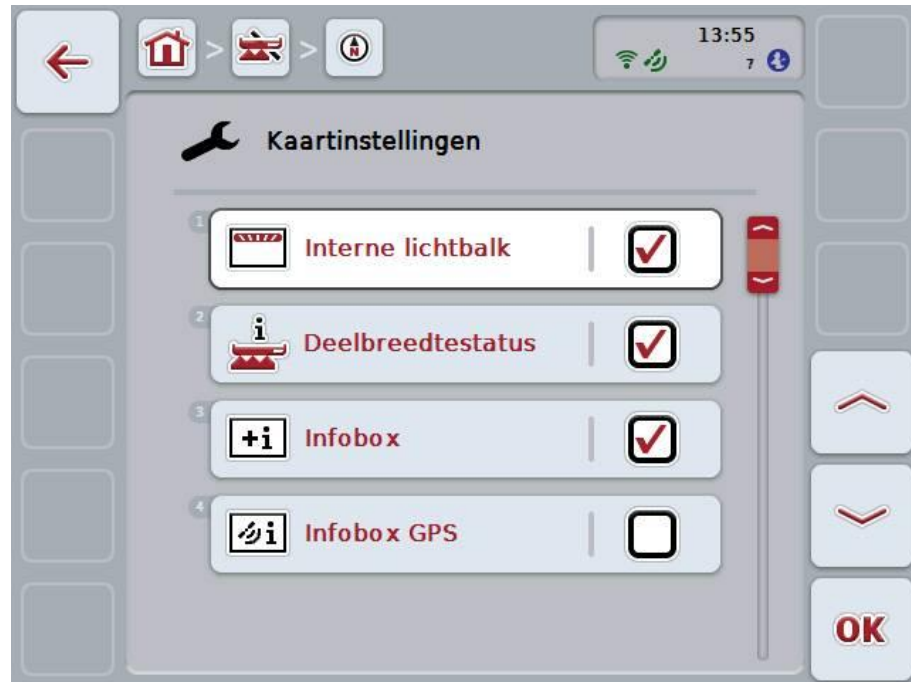 > > N
13:55
7
Kaartinstellingen
1
Interne lichtbalk
2
i
Deelbreedtestatus
3
+i
Infobox
4
i
Infobox GPS
OK